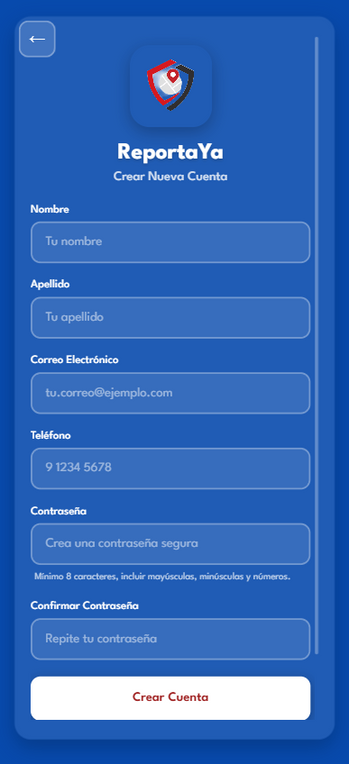 ←
ReportaYa
Crear Nueva Cuenta
Nombre
Tu nombre
Apellido
Tu apellido
Correo Electrónico
tu.correo@ejemplo.com
Teléfono
9 1234 5678
Contraseña
Crea una contraseña segura
Mínimo 8 caracteres, incluir mayúsculas, minúsculas y números.
Confirmar Contraseña
Repite tu contraseña
Crear Cuenta